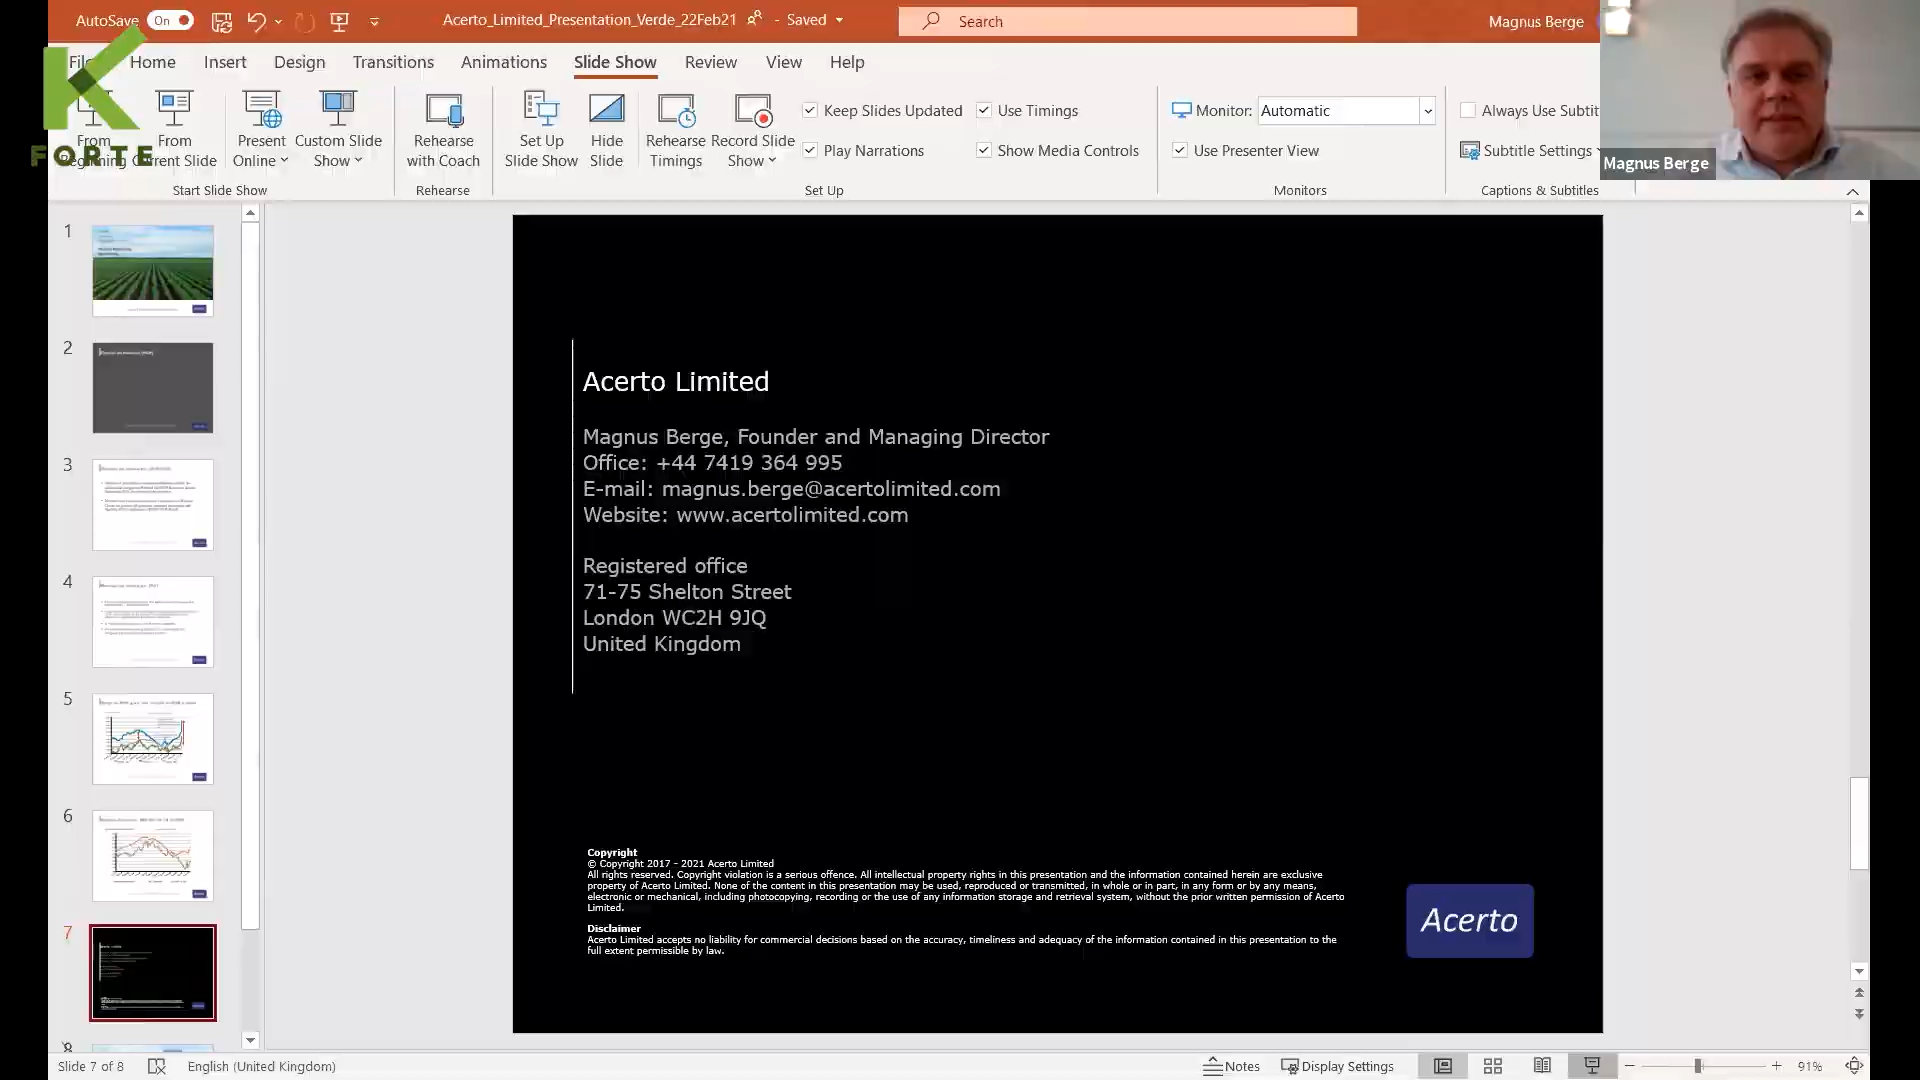 AutoSave On Acerto_Limited_Presentation_Verde_22Feb21 - Saved Search Magnus Berge
File Home Insert Design Transitions Animations Slide Show Review View Help
K
FORTE
From Beginning
From Current Slide
Present Online
Custom Slide Show
Rehearse with Coach
Set Up Slide Show
Hide Slide
Rehearse Timings
Record Slide Show
Keep Slides Updated
Use Timings
Play Narrations
Show Media Controls
Monitor: Automatic
Use Presenter View
Always Use Subtit
Subtitle Settings
Magnus Berge
Start Slide Show Rehearse Set Up Monitors Captions & Subtitles
1
2
3
4
5
6
7
8
Acerto Limited
Magnus Berge, Founder and Managing Director
Office: +44 7419 364 995
E-mail: magnus.berge@acertolimited.com
Website: www.acertolimited.com
Registered office
71-75 Shelton Street
London WC2H 9JQ
United Kingdom
Copyright
© Copyright 2017 - 2021 Acerto Limited
All rights reserved. Copyright violation is a serious offence. All intellectual property rights in this presentation and the information contained herein are exclusive
property of Acerto Limited. None of the content in this presentation may be used, reproduced or transmitted, in whole or in part, in any form or by any means,
electronic or mechanical, including photocopying, recording or the use of any information storage and retrieval system, without the prior written permission of Acerto
Limited.
Disclaimer
Acerto Limited accepts no liability for commercial decisions based on the accuracy, timeliness and adequacy of the information contained in this presentation to the
full extent permissible by law.
Acerto
Slide 7 of 8 English (United Kingdom) Notes Display Settings 91%